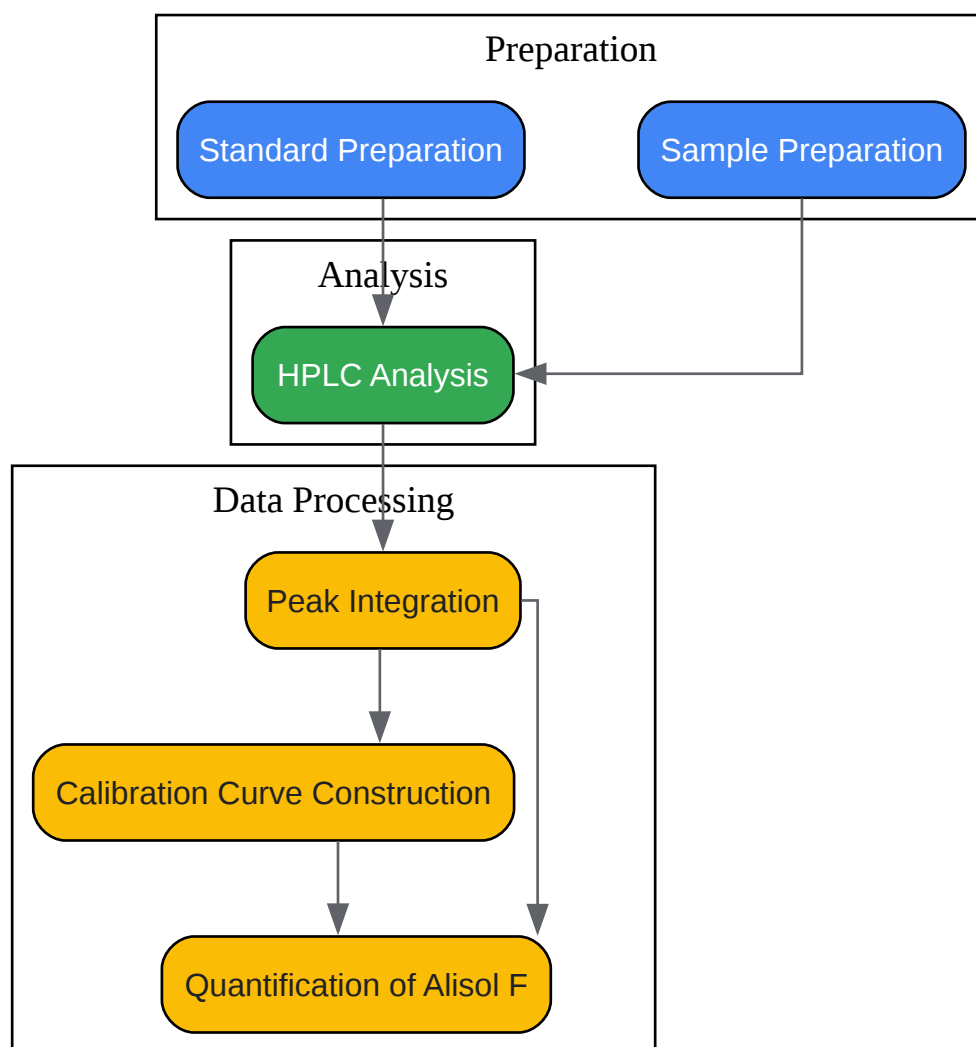 Preparation
Standard Preparation
Sample Preparation
Analysis
HPLC Analysis
Data Processing
Peak Integration
Calibration Curve Construction
Quantification of Alisol F